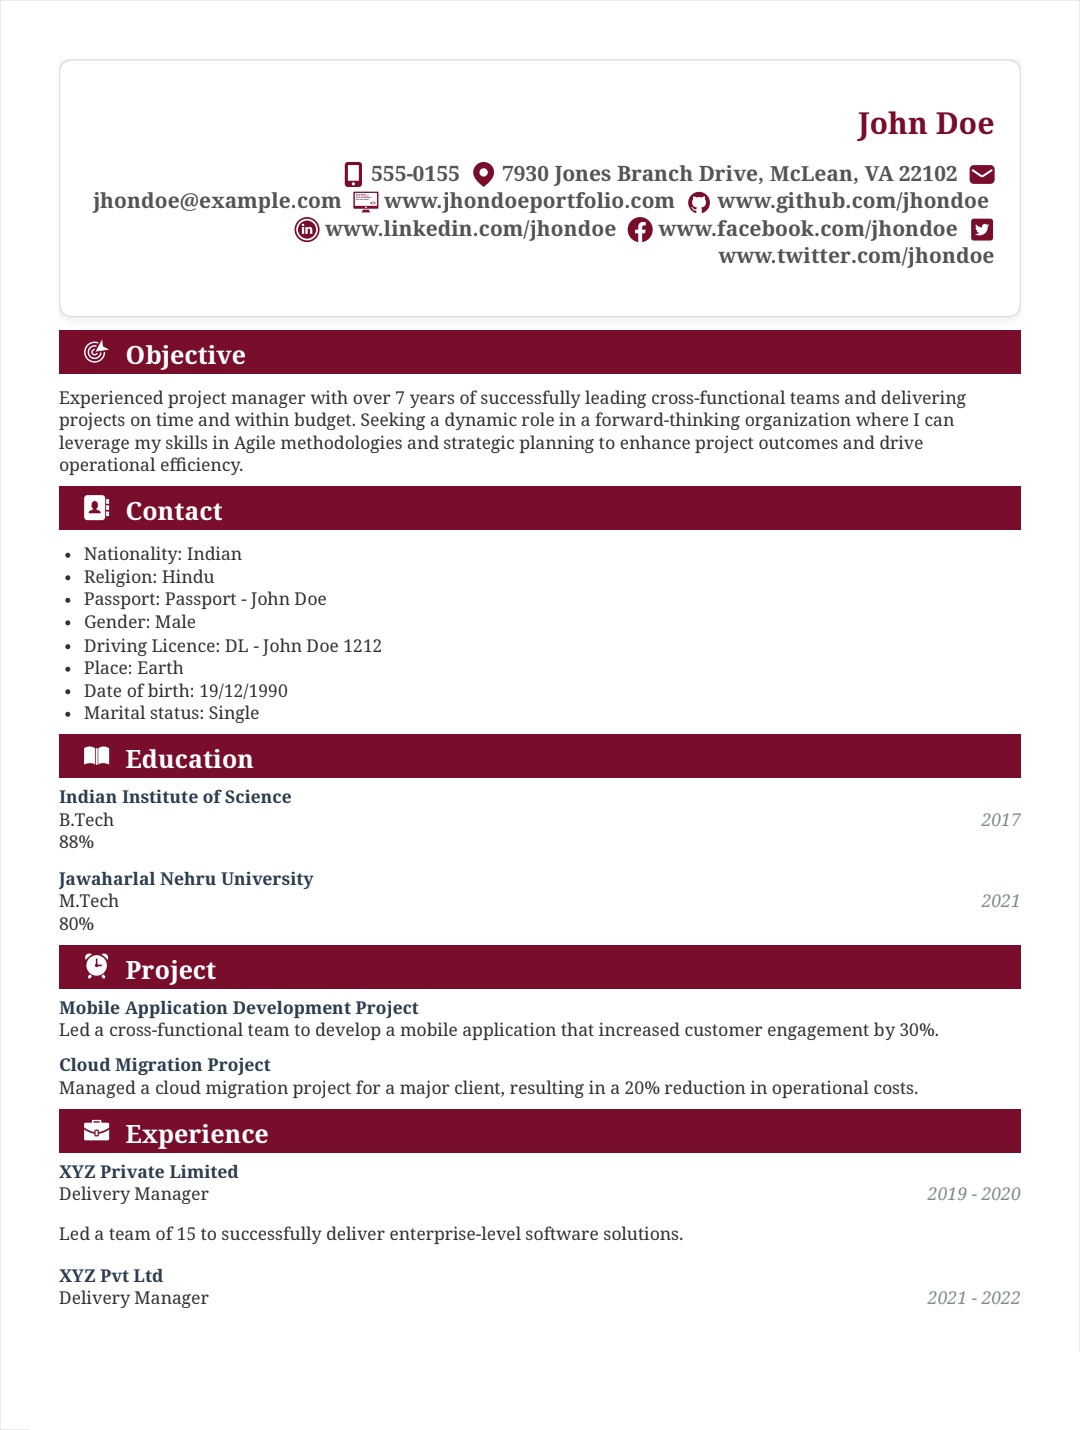 John Doe
555-0155 7930 Jones Branch Drive, McLean, VA 22102
jhondoe@example.com www.jhondoeportfolio.com www.github.com/jhondoe
www.linkedin.com/jhondoe www.facebook.com/jhondoe
www.twitter.com/jhondoe
Objective
Experienced project manager with over 7 years of successfully leading cross-functional teams and delivering
projects on time and within budget. Seeking a dynamic role in a forward-thinking organization where I can
leverage my skills in Agile methodologies and strategic planning to enhance project outcomes and drive
operational efficiency.
Contact
• Nationality: Indian
• Religion: Hindu
• Passport: Passport - John Doe
• Gender: Male
• Driving Licence: DL - John Doe 1212
• Place: Earth
• Date of birth: 19/12/1990
• Marital status: Single
Education
Indian Institute of Science
B.Tech 2017
88%
Jawaharlal Nehru University
M.Tech 2021
80%
Project
Mobile Application Development Project
Led a cross-functional team to develop a mobile application that increased customer engagement by 30%.
Cloud Migration Project
Managed a cloud migration project for a major client, resulting in a 20% reduction in operational costs.
Experience
XYZ Private Limited
Delivery Manager 2019 - 2020
Led a team of 15 to successfully deliver enterprise-level software solutions.
XYZ Pvt Ltd
Delivery Manager 2021 - 2022